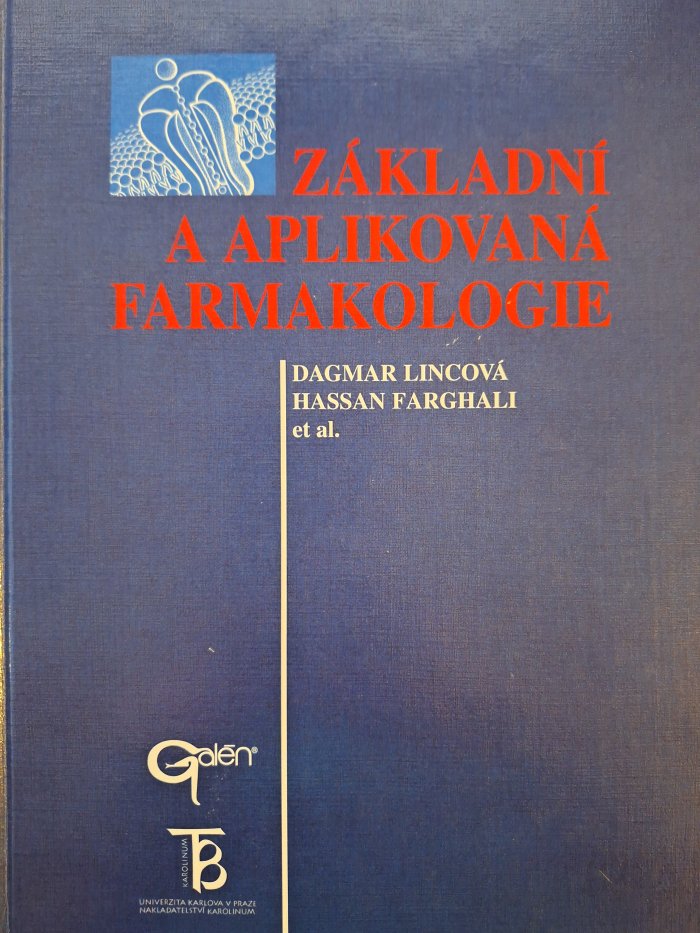 ZÁKLADNÍ
A APLIKOVANÁ
FARMAKOLOGIE
DAGMAR LINCOVÁ
HASSAN FARGHALI
et al.
Galén®
KAROLINUM
UNIVERZITA KARLOVA V PRAZE
NAKLADATELSTVÍ KAROLINUM